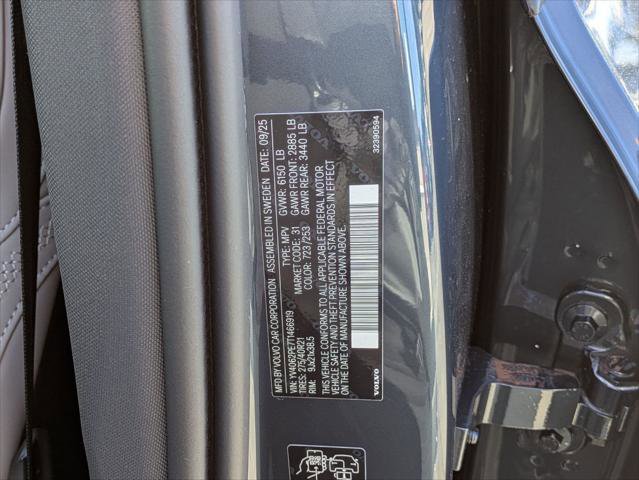 MFD BY VOLVO CAR CORPORATION ASSEMBLED IN SWEDEN DATE: 09/25
VIN: YV4062PE7T1466919 TYPE: MPV GVWR: 6150 LB
TIRES: 275/40R21 MARKET CODE: 31 GAWR FRONT: 2885 LB
RIM: 9Jx21x38.5 COLOR: 723 /253 GAWR REAR: 3440 LB
THIS VEHICLE CONFORMS TO ALL APPLICABLE FEDERAL MOTOR
VEHICLE SAFETY AND THEFT PREVENTION STANDARDS IN EFFECT
ON THE DATE OF MANUFACTURE SHOWN ABOVE.
VOLVO 32390594